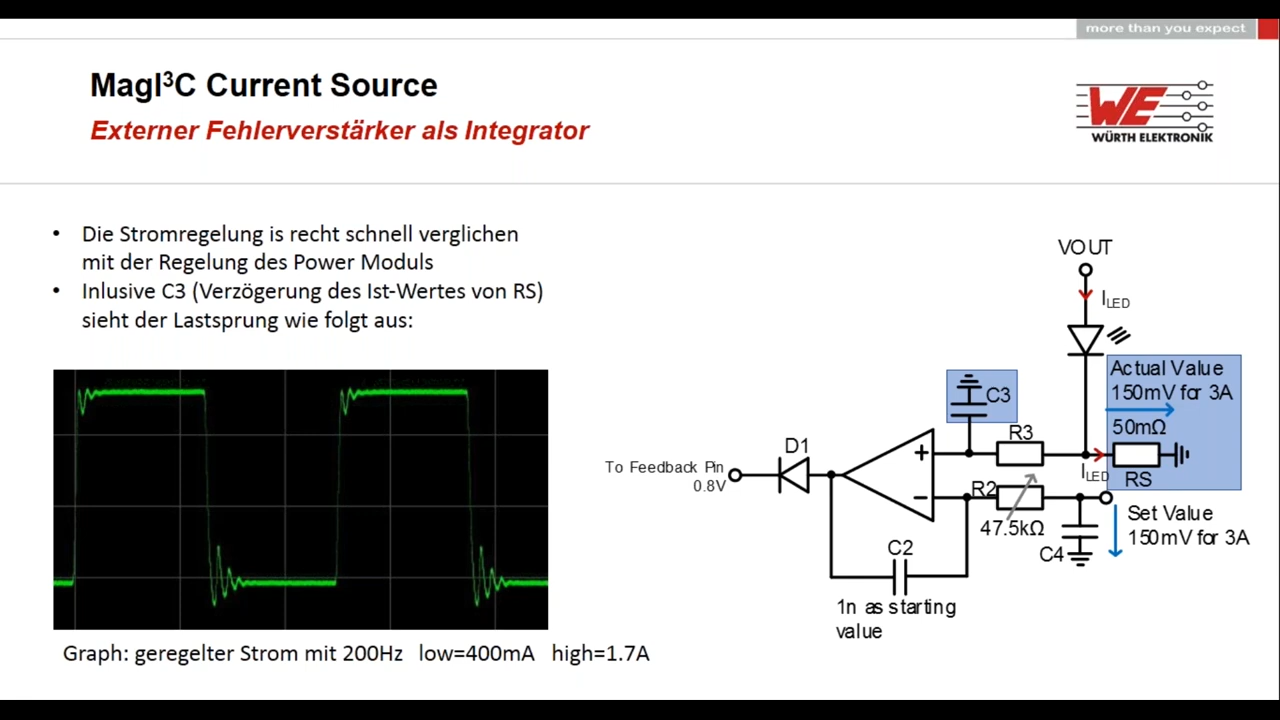 more than you expect
MagI³C Current Source
Externer Fehlerverstärker als Integrator
WE
WÜRTH ELEKTRONIK
• Die Stromregelung is recht schnell verglichen
mit der Regelung des Power Moduls
• Inlusive C3 (Verzögerung des Ist-Wertes von RS)
sieht der Lastsprung wie folgt aus:
Graph: geregelter Strom mit 200Hz low=400mA high=1.7A
VOUT
ILED
Actual Value
150mV for 3A
50mΩ
RS
ILED
C3
R3
D1
To Feedback Pin
0.8V
+
−
R2
47.5kΩ
C4
Set Value
150mV for 3A
C2
1n as starting
value